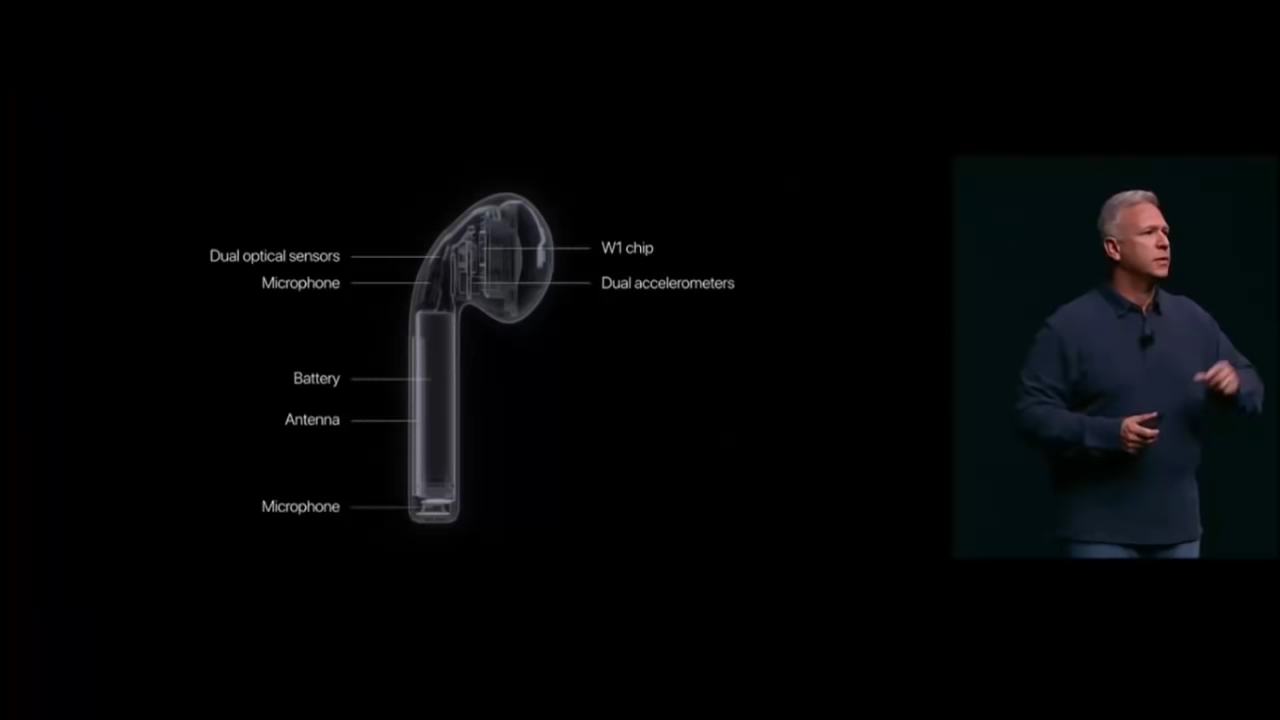 Dual optical sensors
Microphone
Battery
Antenna
Microphone
W1 chip
Dual accelerometers